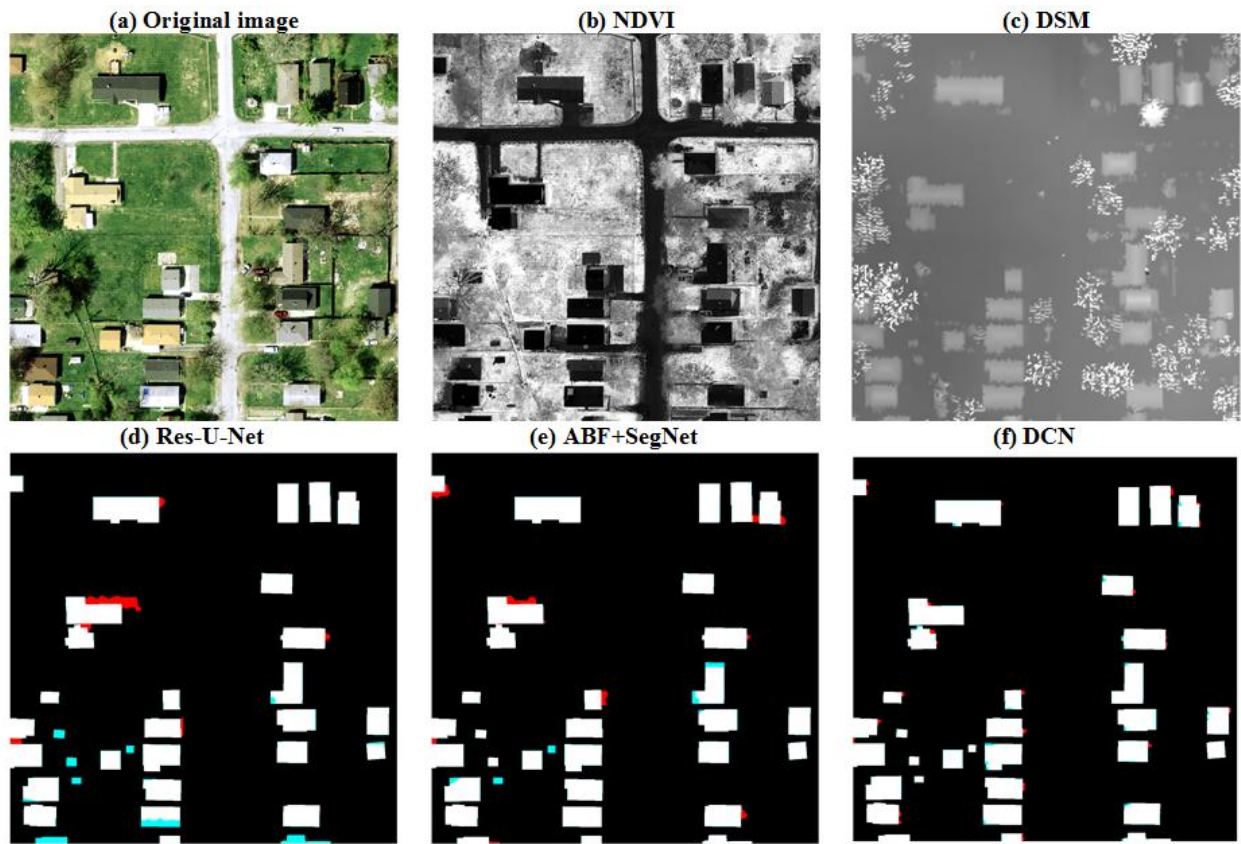 (a) Original image
(b) NDVI
(c) DSM
(d) Res-U-Net
(e) ABF+SegNet
(f) DCN